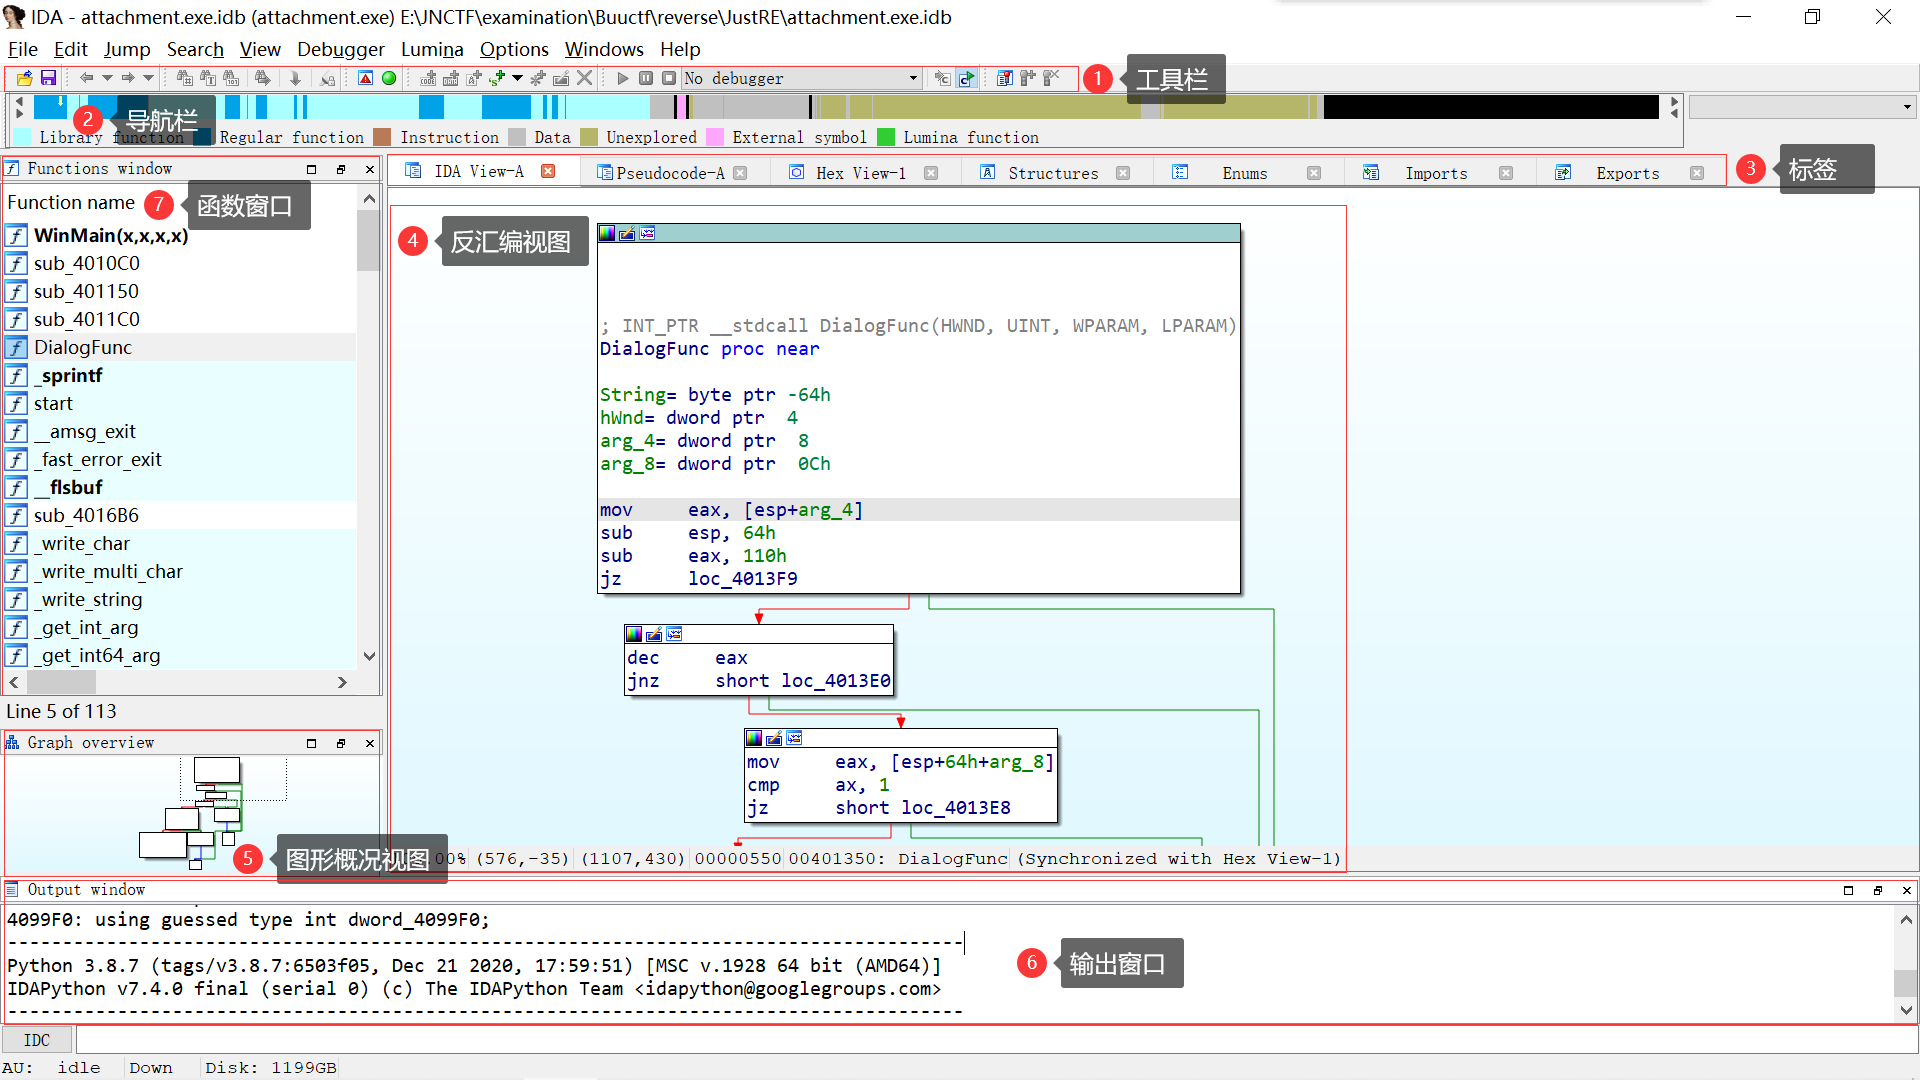 IDA - attachment.exe.idb (attachment.exe) E:\JNCTF\examination\Buuctf\reverse\JustRE\attachment.exe.idb
File Edit Jump Search View Debugger Lumina Options Windows Help
No debugger
1 工具栏
2 导航栏
Library function Regular function Instruction Data Unexplored External symbol Lumina function
Functions window
IDA View-A Pseudocode-A Hex View-1 Structures Enums Imports Exports
3 标签
Function name
7 函数窗口
WinMain(x,x,x,x)
sub_4010C0
sub_401150
sub_4011C0
DialogFunc
_sprintf
start
__amsg_exit
_fast_error_exit
__flsbuf
sub_4016B6
_write_char
_write_multi_char
_write_string
_get_int_arg
_get_int64_arg
Line 5 of 113
4 反汇编视图
; INT_PTR __stdcall DialogFunc(HWND, UINT, WPARAM, LPARAM)
DialogFunc proc near
String= byte ptr -64h
hWnd= dword ptr  4
arg_4= dword ptr  8
arg_8= dword ptr  0Ch
mov     eax, [esp+arg_4]
sub     esp, 64h
sub     eax, 110h
jz      loc_4013F9
dec     eax
jnz     short loc_4013E0
mov     eax, [esp+64h+arg_8]
cmp     ax, 1
jz      short loc_4013E8
Graph overview
5 图形概况视图
00% (576,-35) (1107,430) 00000550 00401350: DialogFunc (Synchronized with Hex View-1)
Output window
4099F0: using guessed type int dword_4099F0;
---------------------------------------------------------------------------------------
Python 3.8.7 (tags/v3.8.7:6503f05, Dec 21 2020, 17:59:51) [MSC v.1928 64 bit (AMD64)]
IDAPython v7.4.0 final (serial 0) (c) The IDAPython Team <idapython@googlegroups.com>
---------------------------------------------------------------------------------------
6 输出窗口
IDC
AU: idle Down Disk: 1199GB